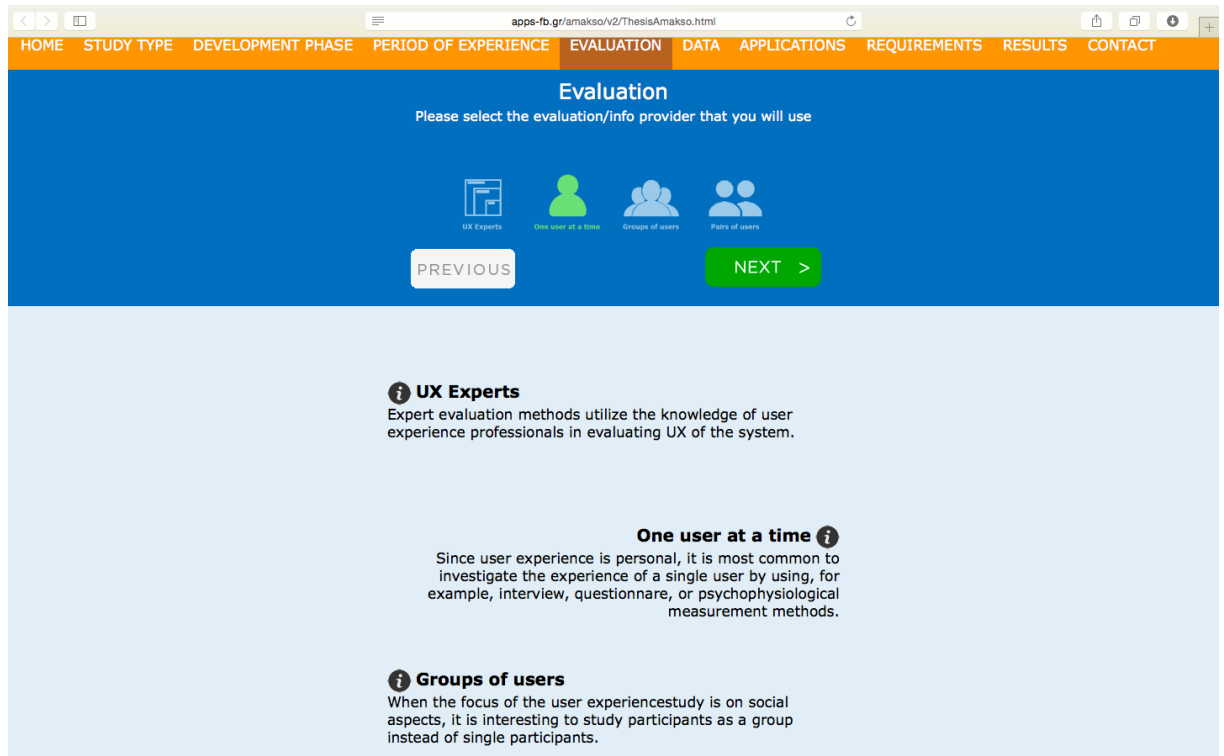 apps-fb.gr/amakso/v2/ThesisAmakso.html
HOME STUDY TYPE DEVELOPMENT PHASE PERIOD OF EXPERIENCE EVALUATION DATA APPLICATIONS REQUIREMENTS RESULTS CONTACT
Evaluation
Please select the evaluation/info provider that you will use
UX Experts One user at a time Groups of users Pairs of users
PREVIOUS NEXT >
UX Experts
Expert evaluation methods utilize the knowledge of user
experience professionals in evaluating UX of the system.
One user at a time
Since user experience is personal, it is most common to
investigate the experience of a single user by using, for
example, interview, questionnare, or psychophysiological
measurement methods.
Groups of users
When the focus of the user experiencestudy is on social
aspects, it is interesting to study participants as a group
instead of single participants.